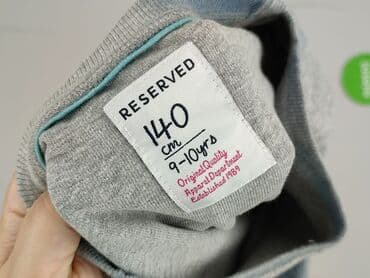 RESERVED
140
cm
9-10yrs
Original Quality
Apparel Department
Established 1989